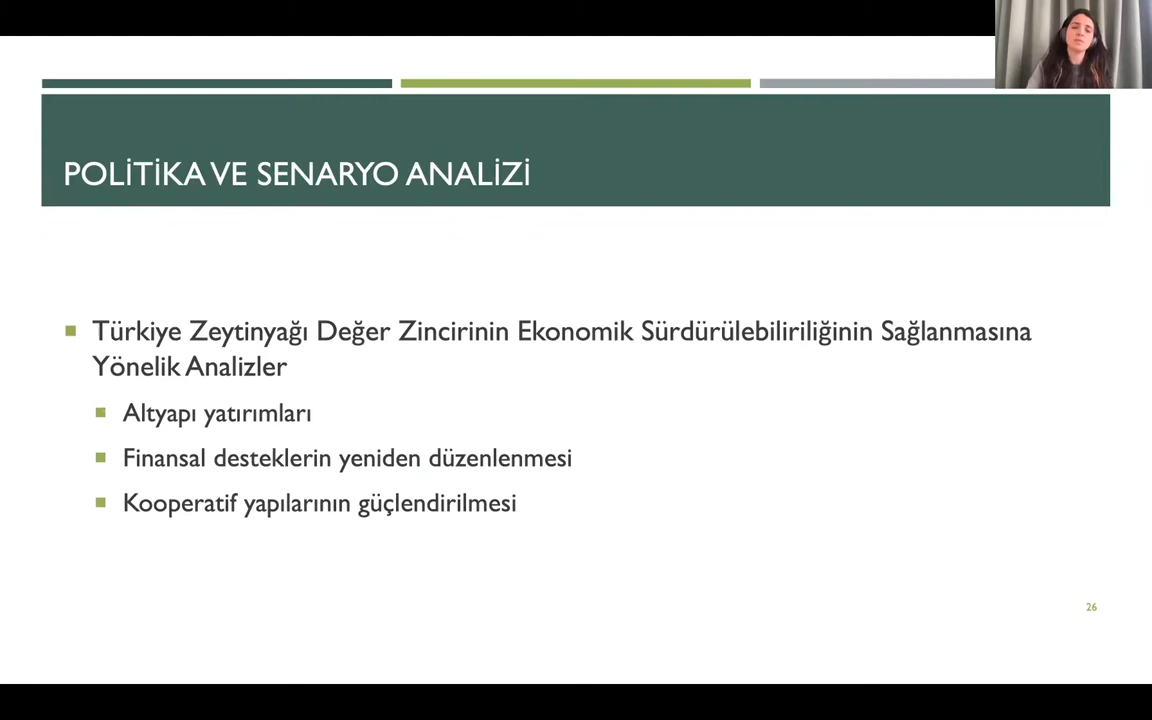 POLİTİKA VE SENARYO ANALİZİ
Türkiye Zeytinyağı Değer Zincirinin Ekonomik Sürdürülebiliriliğinin Sağlanmasına
Yönelik Analizler
Altyapı yatırımları
Finansal desteklerin yeniden düzenlenmesi
Kooperatif yapılarının güçlendirilmesi
26